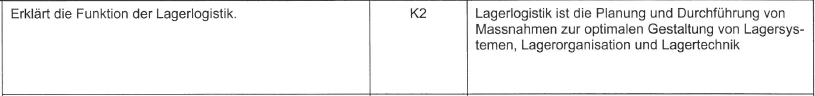 Erklärt die Funktion der Lagerlogistik.
K2
Lagerlogistik ist die Planung und Durchführung von
Massnahmen zur optimalen Gestaltung von Lagersys-
temen, Lagerorganisation und Lagertechnik